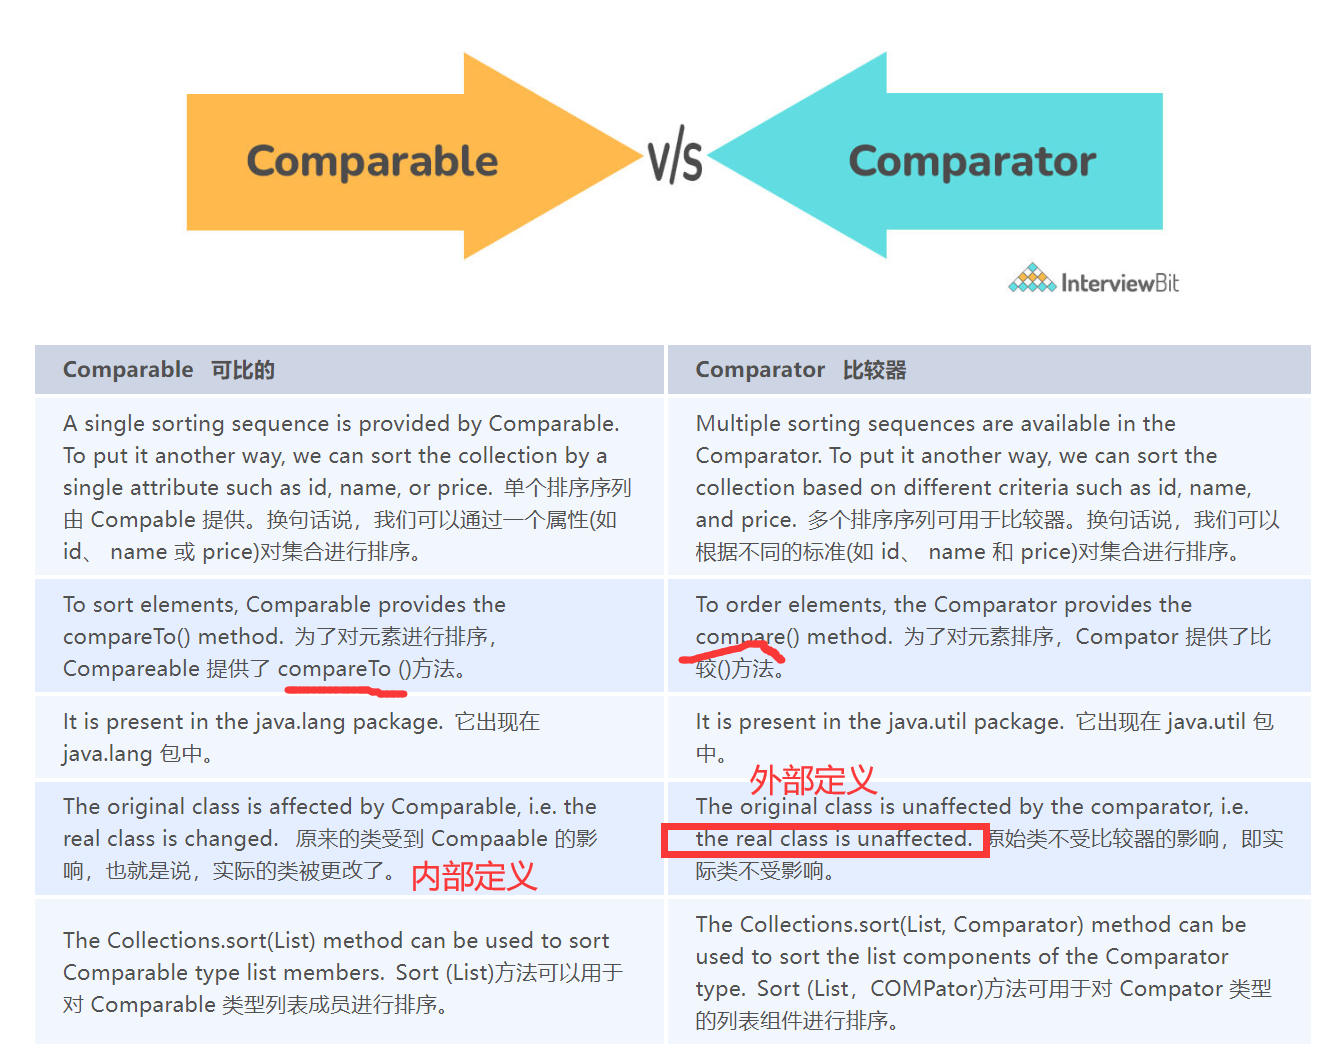 Comparable
V/S
Comparator
InterviewBit
Comparable 可比的
A single sorting sequence is provided by Comparable.
To put it another way, we can sort the collection by a
single attribute such as id, name, or price. 单个排序序列
由 Compable 提供。换句话说，我们可以通过一个属性(如
id、 name 或 price)对集合进行排序。
Comparator 比较器
Multiple sorting sequences are available in the
Comparator. To put it another way, we can sort the
collection based on different criteria such as id, name,
and price. 多个排序序列可用于比较器。换句话说，我们可以
根据不同的标准(如 id、 name 和 price)对集合进行排序。
To sort elements, Comparable provides the
compareTo() method. 为了对元素进行排序，
Compareable 提供了 compareTo ()方法。
To order elements, the Comparator provides the
compare() method. 为了对元素排序，Compator 提供了比
较()方法。
It is present in the java.lang package. 它出现在
java.lang 包中。
It is present in the java.util package. 它出现在 java.util 包
中。
外部定义
The original class is affected by Comparable, i.e. the
real class is changed. 原来的类受到 Compaable 的影
响，也就是说，实际的类被更改了。
内部定义
The original class is unaffected by the comparator, i.e.
the real class is unaffected. 原始类不受比较器的影响，即实
际类不受影响。
The Collections.sort(List) method can be used to sort
Comparable type list members. Sort (List)方法可以用于
对 Comparable 类型列表成员进行排序。
The Collections.sort(List, Comparator) method can be
used to sort the list components of the Comparator
type. Sort (List，COMPator)方法可用于对 Compator 类型
的列表组件进行排序。